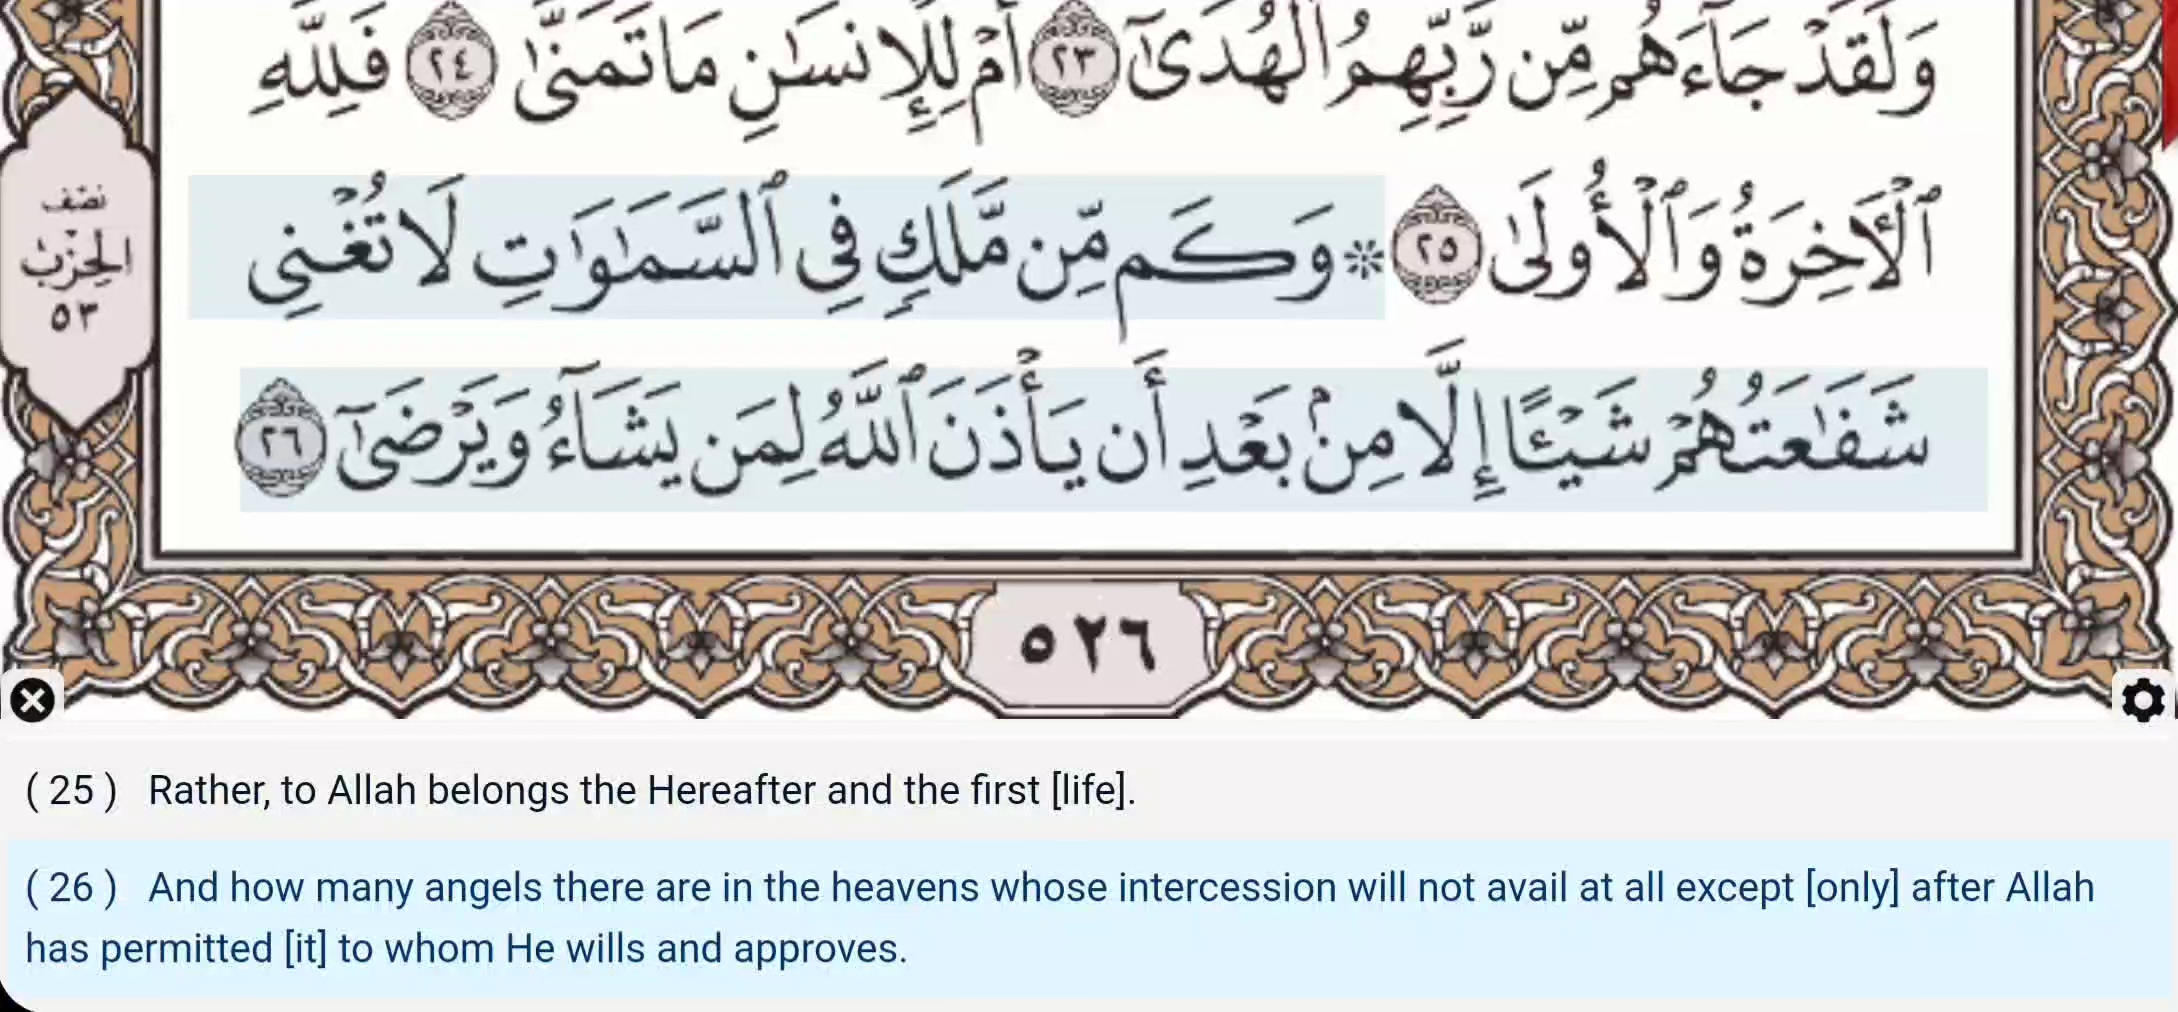 وَلَقَدْ جَآءَهُم مِّن رَّبِّهِمُ ٱلْهُدَىٰٓ ٢٣ أَمْ لِلْإِنسَٰنِ مَا تَمَنَّىٰ ٢٤ فَلِلَّهِ
ٱلْأَخِرَةُ وَٱلْأُولَىٰ ٢٥ ۞ وَكَم مِّن مَّلَكٍ فِى ٱلسَّمَٰوَٰتِ لَا تُغْنِى
شَفَٰعَتُهُمْ شَيْـًٔا إِلَّا مِنۢ بَعْدِ أَن يَأْذَنَ ٱللَّهُ لِمَن يَشَآءُ وَيَرْضَىٰٓ ٢٦
نصف
الحزب
٥٣
٥٢٦
( 25 ) Rather, to Allah belongs the Hereafter and the first [life].
( 26 ) And how many angels there are in the heavens whose intercession will not avail at all except [only] after Allah
has permitted [it] to whom He wills and approves.